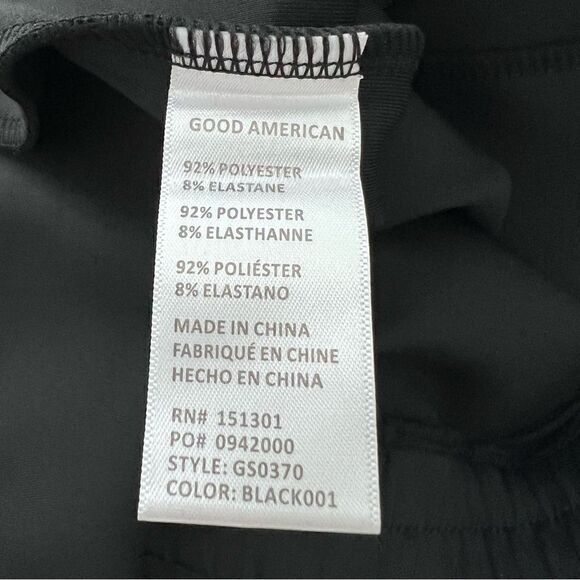 GOOD AMERICAN
92% POLYESTER
8% ELASTANE
92% POLYESTER
8% ELASTHANNE
92% POLIÉSTER
8% ELASTANO
MADE IN CHINA
FABRIQUÉ EN CHINE
HECHO EN CHINA
RN# 151301
PO# 0942000
STYLE: GS0370
COLOR: BLACK001